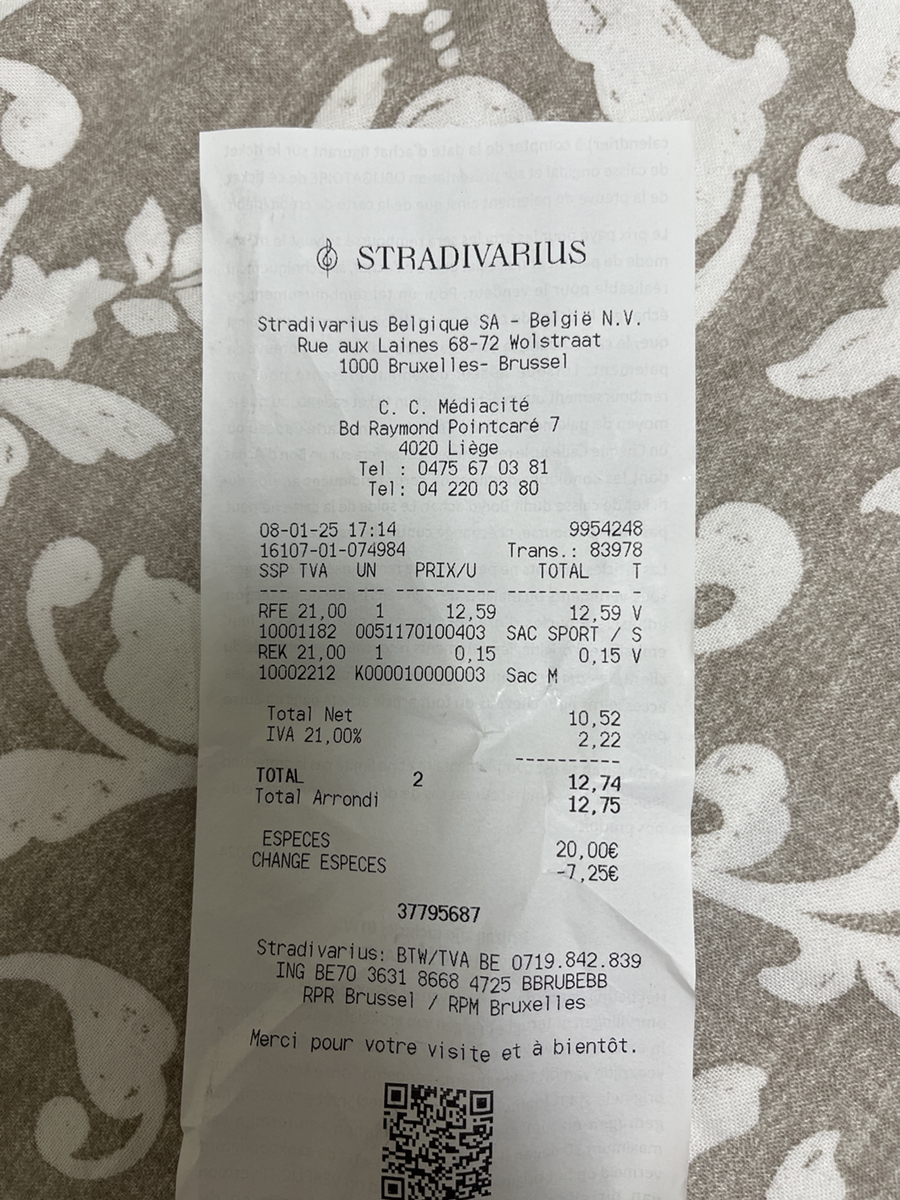 STRADIVARIUS
Stradivarius Belgique SA - België N.V.
Rue aux Laines 68-72 Wolstraat
1000 Bruxelles- Brussel
C. C. Médiacité
Bd Raymond Pointcaré 7
4020 Liège
Tel : 0475 67 03 81
Tel: 04 220 03 80
08-01-25 17:14 9954248
16107-01-074984 Trans.: 83978
SSP TVA UN PRIX/U TOTAL T
--- ----- -- ---------- ----------- -
RFE 21,00 1 12,59 12,59 V
10001182 0051170100403 SAC SPORT / S
REK 21,00 1 0,15 0,15 V
10002212 K000010000003 Sac M
Total Net 10,52
IVA 21,00% 2,22
----------
TOTAL 2 12,74
Total Arrondi 12,75
ESPECES 20,00€
CHANGE ESPECES -7,25€
37795687
Stradivarius: BTW/TVA BE 0719.842.839
ING BE70 3631 8668 4725 BBRUBEBB
RPR Brussel / RPM Bruxelles
Merci pour votre visite et à bientôt.